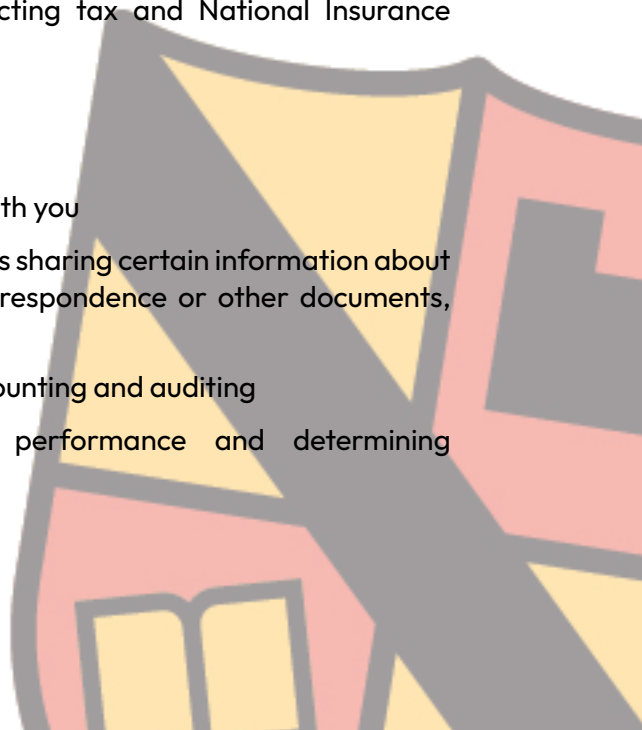 cting tax and National Insurance
th you
s sharing certain information about
respondence or other documents,
ounting and auditing
performance and determining